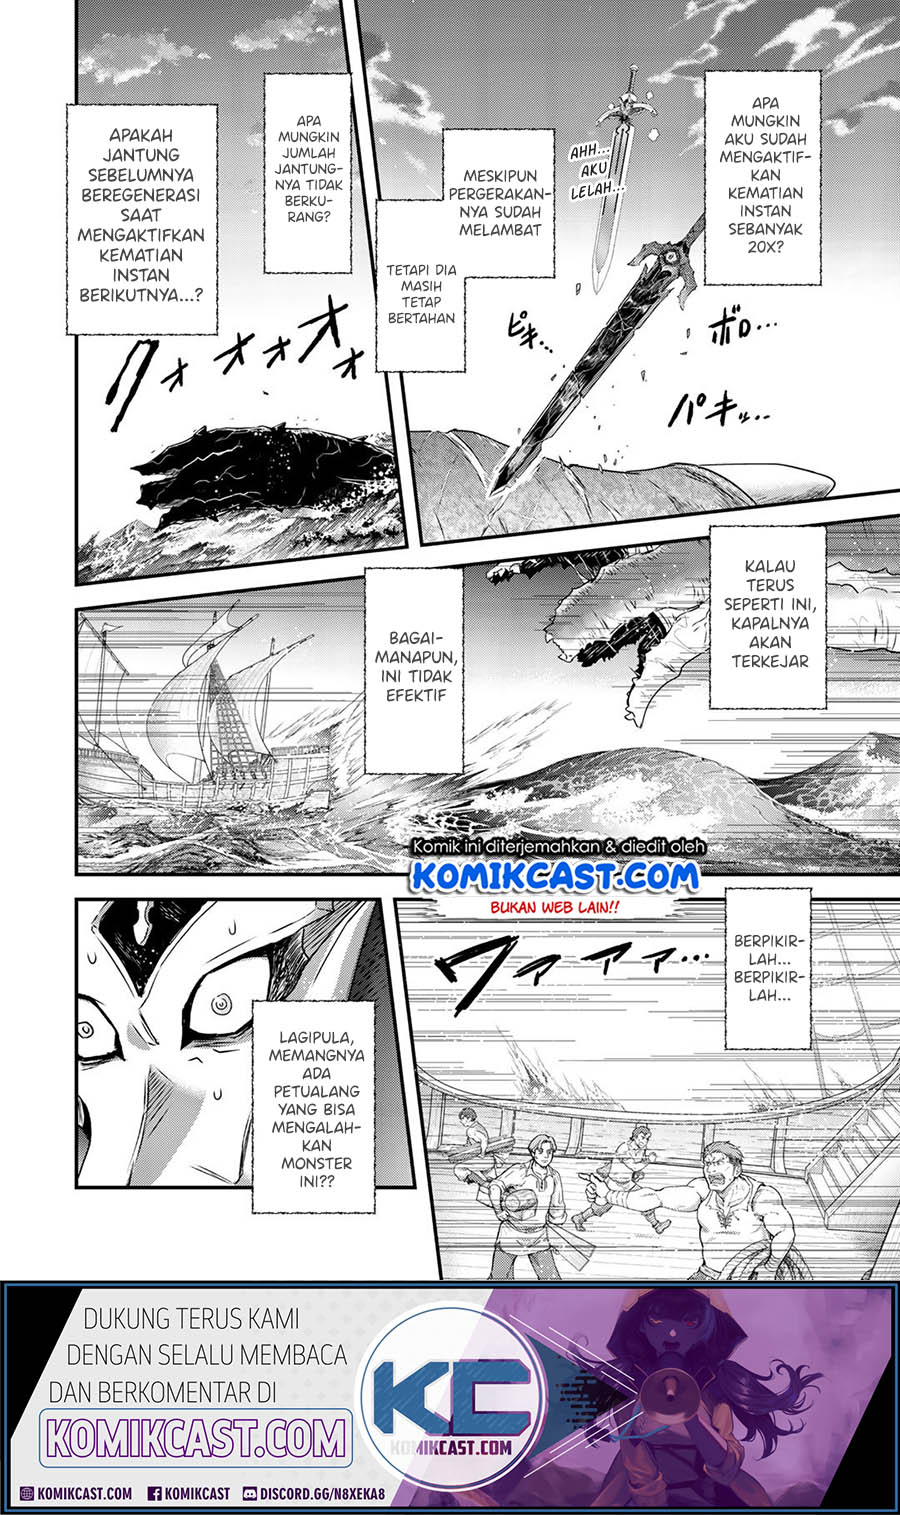 APA
MUNGKIN
AKU SUDAH
MENGAKTIF-
KAN
KEMATIAN
INSTAN
SEBANYAK
20X?
AHH...
AKU
LELAH...
MESKIPUN
PERGERAKAN-
NYA SUDAH
MELAMBAT
TETAPI DIA
MASIH
TETAP
BERTAHAN
ボロ...
ピキ...
パキッ...
APA
MUNGKIN
JUMLAH
JANTUNG-
NYA TIDAK
BERKU-
RANG?
APAKAH
JANTUNG
SEBELUMNYA
BEREGENERASI
SAAT
MENGAKTIFKAN
KEMATIAN
INSTAN
BERIKUTNYA...?
クォオオオ
KALAU
TERUS
SEPERTI INI,
KAPALNYA
AKAN
TERKEJAR
BAGAI-
MANAPUN,
INI TIDAK
EFEKTIF
Komik ini diterjemahkan & diedit oleh
KOMIKCAST.COM
BUKAN WEB LAIN!!
BERPIKIR-
LAH...
BERPIKIR-
LAH...
ワァァァ...
LAGIPULA,
MEMANGNYA
ADA
PETUALANG
YANG BISA
MENGALAH-
KAN
MONSTER
INI??
DUKUNG TERUS KAMI
DENGAN SELALU MEMBACA
DAN BERKOMENTAR DI
KOMIKCAST.COM
KC
KOMIKCAST.COM
KOMIKCAST.COM KOMIKCAST DISCORD.GG/N8XEKA8